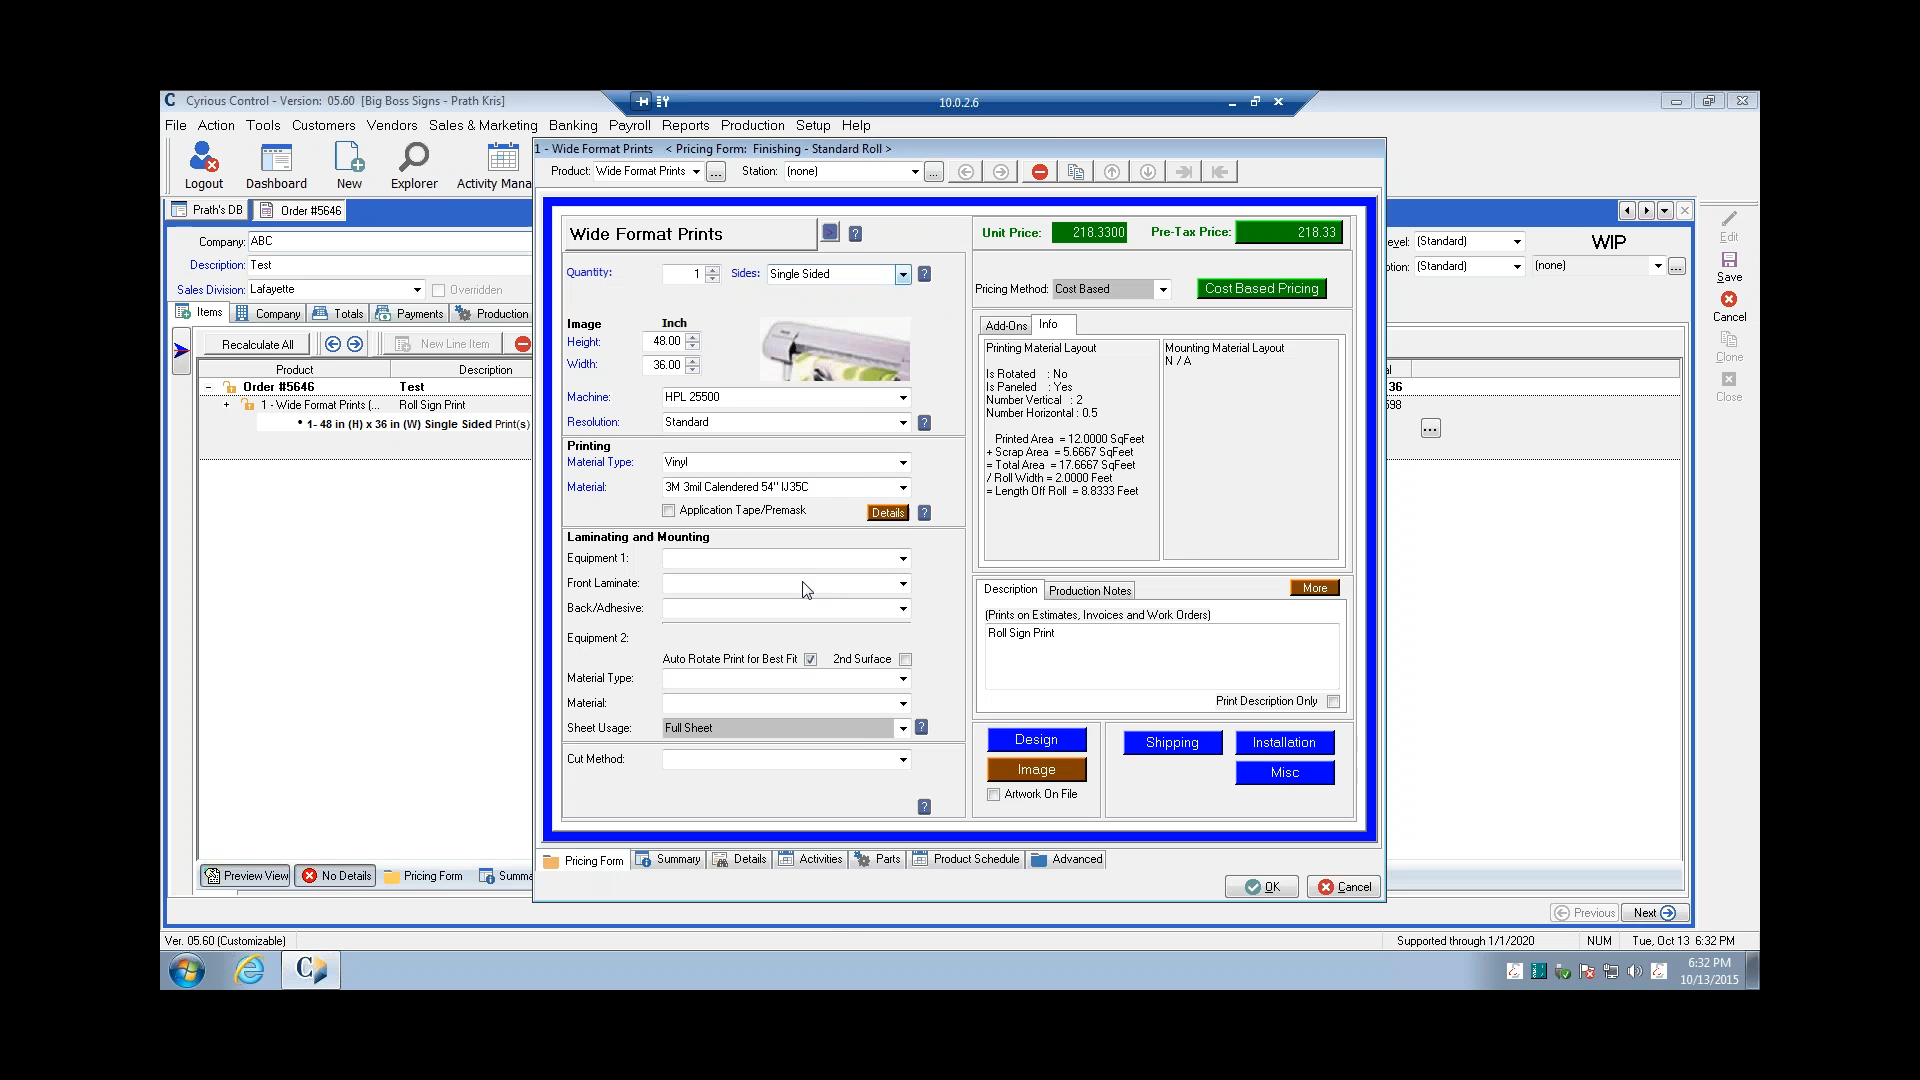 Cyrious Control - Version: 05.60 [Big Boss Signs - Prath Kris]
10.0.2.6
File Action Tools Customers Vendors Sales & Marketing Banking Payroll Reports Production Setup Help
Logout Dashboard New Explorer Activity Mana
Prath's DB Order #5646
Company: ABC
Description: Test
Sales Division: Lafayette Overridden
Items Company Totals Payments Production
Recalculate All New Line Item
Product Description
Order #5646 Test
1 - Wide Format Prints (... Roll Sign Print
1- 48 in (H) x 36 in (W) Single Sided Print(s)
Preview View No Details Pricing Form Summa
1 - Wide Format Prints < Pricing Form: Finishing - Standard Roll >
Product: Wide Format Prints ... Station: (none) ...
Wide Format Prints > ?
Unit Price: 218.3300 Pre-Tax Price: 218.33
Quantity: 1 Sides: Single Sided ?
Pricing Method: Cost Based Cost Based Pricing
Image Inch
Height: 48.00
Width: 36.00
Machine: HPL 25500
Resolution: Standard ?
Printing
Material Type: Vinyl
Material: 3M 3mil Calendered 54" IJ35C
Application Tape/Premask Details ?
Laminating and Mounting
Equipment 1:
Front Laminate:
Back/Adhesive:
Equipment 2:
Auto Rotate Print for Best Fit 2nd Surface
Material Type:
Material:
Sheet Usage: Full Sheet ?
Cut Method:
?
Add-Ons Info
Printing Material Layout
Is Rotated : No
Is Paneled : Yes
Number Vertical : 2
Number Horizontal : 0.5
Printed Area = 12.0000 SqFeet
+ Scrap Area = 5.6667 SqFeet
= Total Area = 17.6667 SqFeet
/ Roll Width = 2.0000 Feet
= Length Off Roll = 8.8333 Feet
Mounting Material Layout
N / A
Description Production Notes More
(Prints on Estimates, Invoices and Work Orders)
Roll Sign Print
Print Description Only
Design Shipping Installation
Image Misc
Artwork On File
Pricing Form Summary Details Activities Parts Product Schedule Advanced
OK Cancel
evel: (Standard) WIP
ption: (Standard) (none) ...
al
36
598
...
Edit
Save
Cancel
Clone
Close
Previous Next
Ver. 05.60 (Customizable) Supported through 1/1/2020 NUM Tue, Oct 13 6:32 PM
6:32 PM
10/13/2015